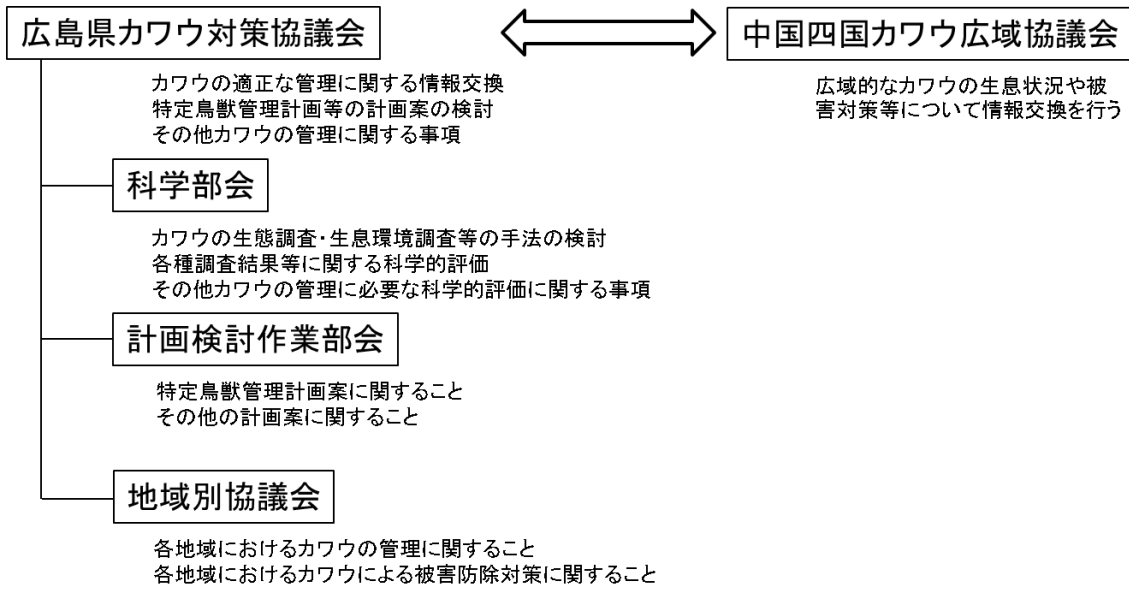 広島県カワウ対策協議会
中国四国カワウ広域協議会
カワウの適正な管理に関する情報交換
特定鳥獣管理計画等の計画案の検討
その他カワウの管理に関する事項
広域的なカワウの生息状況や被
害対策等について情報交換を行う
科学部会
カワウの生態調査・生息環境調査等の手法の検討
各種調査結果等に関する科学的評価
その他カワウの管理に必要な科学的評価に関する事項
計画検討作業部会
特定鳥獣管理計画案に関すること
その他の計画案に関すること
地域別協議会
各地域におけるカワウの管理に関すること
各地域におけるカワウによる被害防除対策に関すること